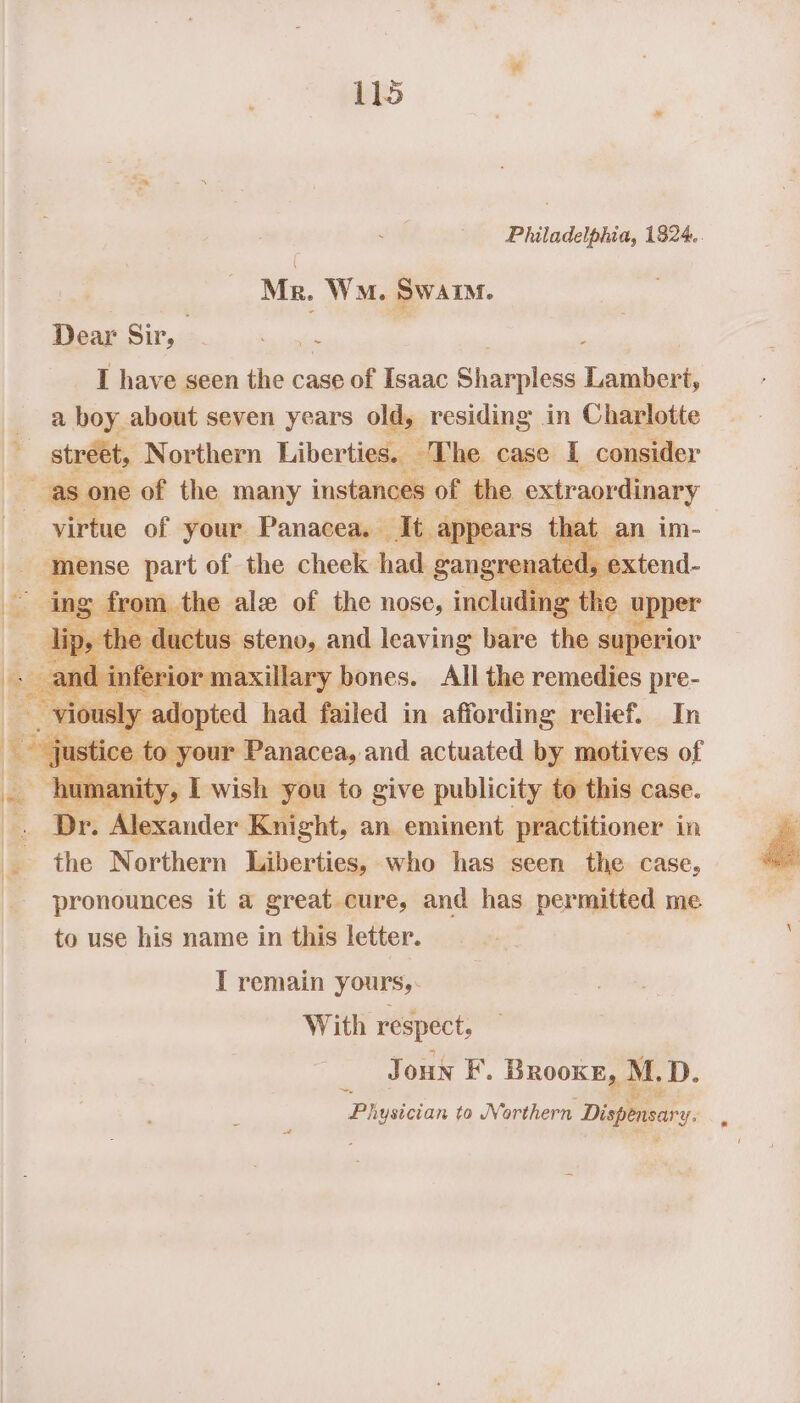 115
Philadelphia, 1824.
Mr. Wm. Swaim.
Dear Sir,
I have seen the case of Isaac Sharpless Lambert,
a boy about seven years old, residing in Charlotte
street, Northern Liberties. The case I consider
as one of the many instances of the extraordinary
virtue of your Panacea. It appears that an im-
mense part of the cheek had gangrenated, extend-
ing from the alæ of the nose, including the upper
lip, the ductus steno, and leaving bare the superior
and inferior maxillary bones. All the remedies pre-
viously adopted had failed in affording relief. In
justice to your Panacea, and actuated by motives of
humanity, I wish you to give publicity to this case.
Dr. Alexander Knight, an eminent practitioner in
the Northern Liberties, who has seen the case,
pronounces it a great cure, and has permitted me
to use his name in this letter.
I remain yours,
With respect,
John F. Brooke, M.D.
Physician to Northern Dispensary.